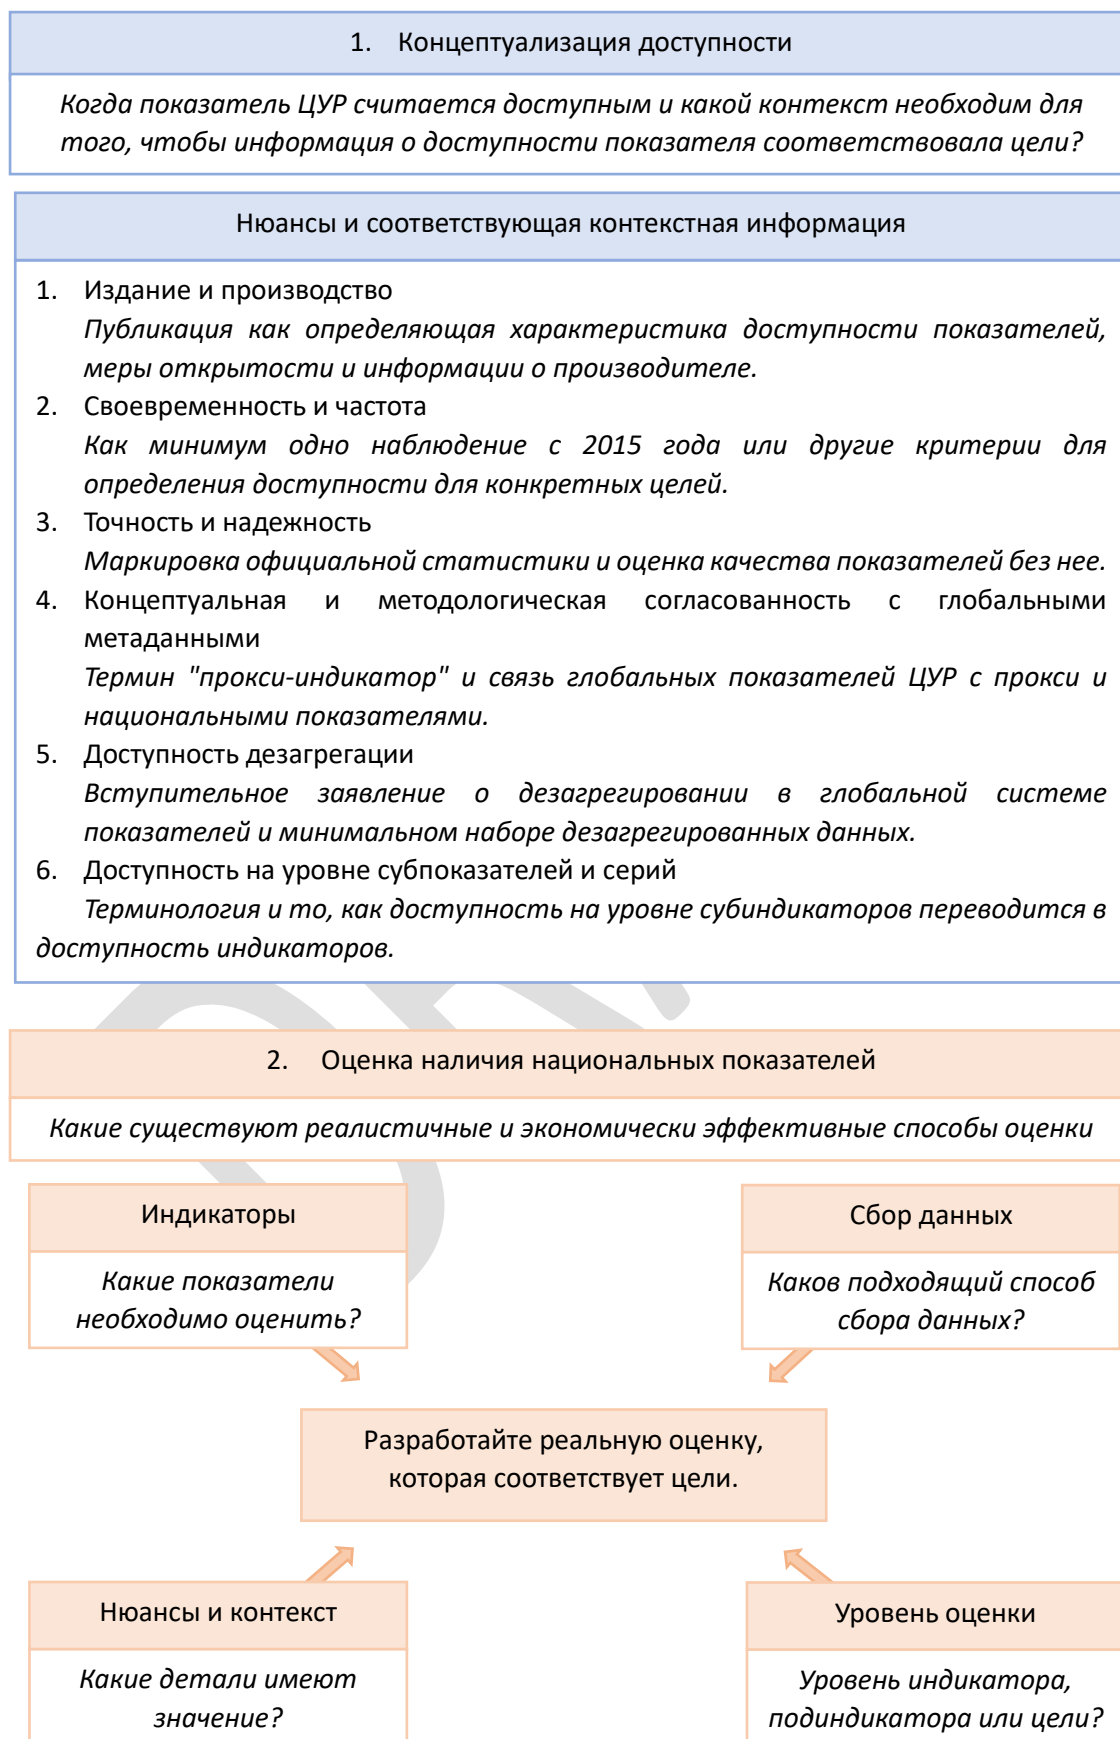 1. Концептуализация доступности
Когда показатель ЦУР считается доступным и какой контекст необходим для
того, чтобы информация о доступности показателя соответствовала цели?
Нюансы и соответствующая контекстная информация
1. Издание и производство
Публикация как определяющая характеристика доступности показателей,
меры открытости и информации о производителе.
2. Своевременность и частота
Как минимум одно наблюдение с 2015 года или другие критерии для
определения доступности для конкретных целей.
3. Точность и надежность
Маркировка официальной статистики и оценка качества показателей без нее.
4. Концептуальная и методологическая согласованность с глобальными
метаданными
Термин "прокси-индикатор" и связь глобальных показателей ЦУР с прокси и
национальными показателями.
5. Доступность дезагрегации
Вступительное заявление о дезагрегировании в глобальной системе
показателей и минимальном наборе дезагрегированных данных.
6. Доступность на уровне субпоказателей и серий
Терминология и то, как доступность на уровне субиндикаторов переводится в
доступность индикаторов.
2. Оценка наличия национальных показателей
Какие существуют реалистичные и экономически эффективные способы оценки
Индикаторы
Какие показатели
необходимо оценить?
Сбор данных
Каков подходящий способ
сбора данных?
Разработайте реальную оценку,
которая соответствует цели.
Нюансы и контекст
Какие детали имеют
значение?
Уровень оценки
Уровень индикатора,
подиндикатора или цели?